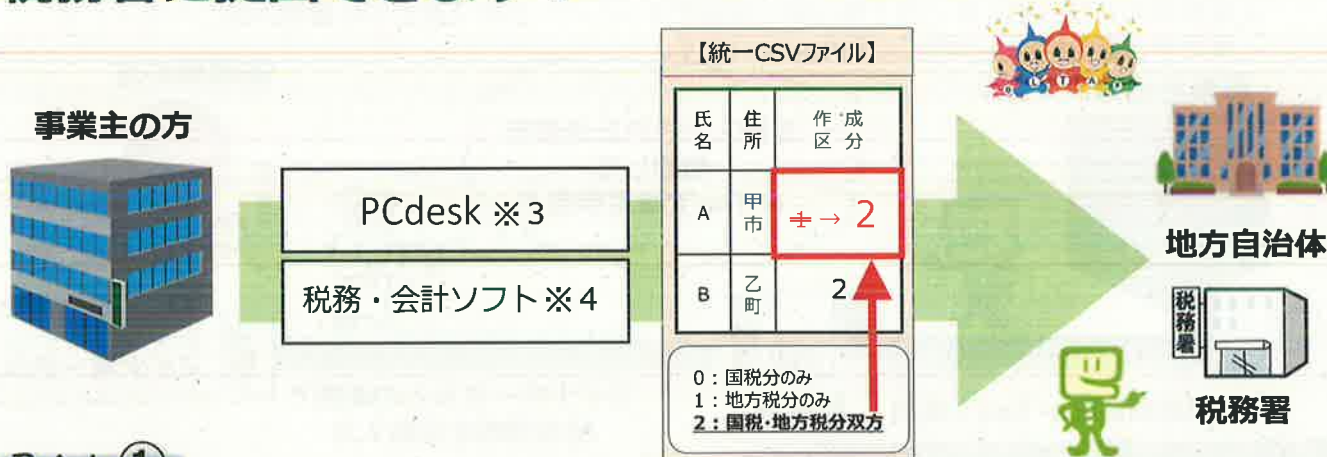 【統一CSVファイル】
事業主の方
氏名
住所
作成区分
PCdesk ※3
税務・会計ソフト※4
A
甲市
1→ 2
B
乙町
2
0：国税分のみ
1：地方税分のみ
2：国税・地方税分双方
eLTAX
地方自治体
税務署
税務署
①